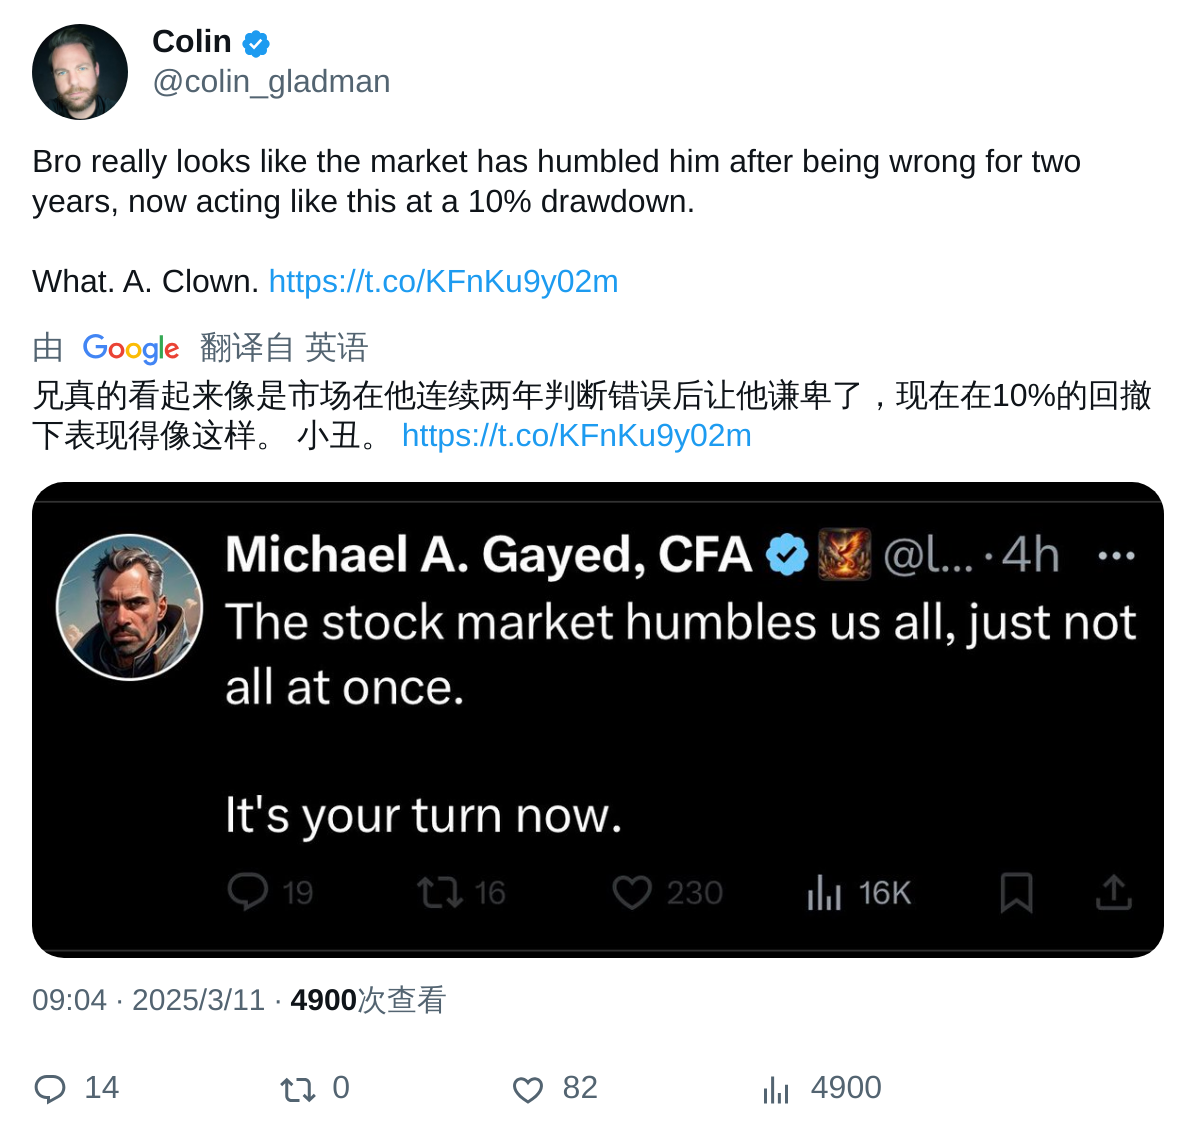 Colin
@colin_gladman
Bro really looks like the market has humbled him after being wrong for two
years, now acting like this at a 10% drawdown.
What. A. Clown. https://t.co/KFnKu9y02m
由 Google 翻译自 英语
兄真的看起来像是市场在他连续两年判断错误后让他谦卑了，现在在10%的回撤
下表现得像这样。 小丑。 https://t.co/KFnKu9y02m
Michael A. Gayed, CFA @l... · 4h ...
The stock market humbles us all, just not
all at once.
It's your turn now.
19 16 230 16K
09:04 · 2025/3/11 · 4900次查看
14 0 82 4900